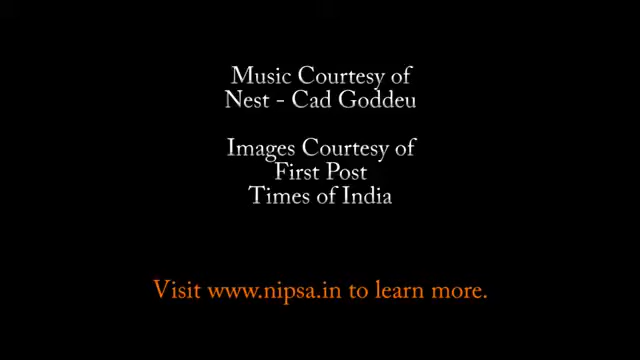 Music Courtesy of
Nest - Cad Goddeu
Images Courtesy of
First Post
Times of India
Visit www.nipsa.in to learn more.